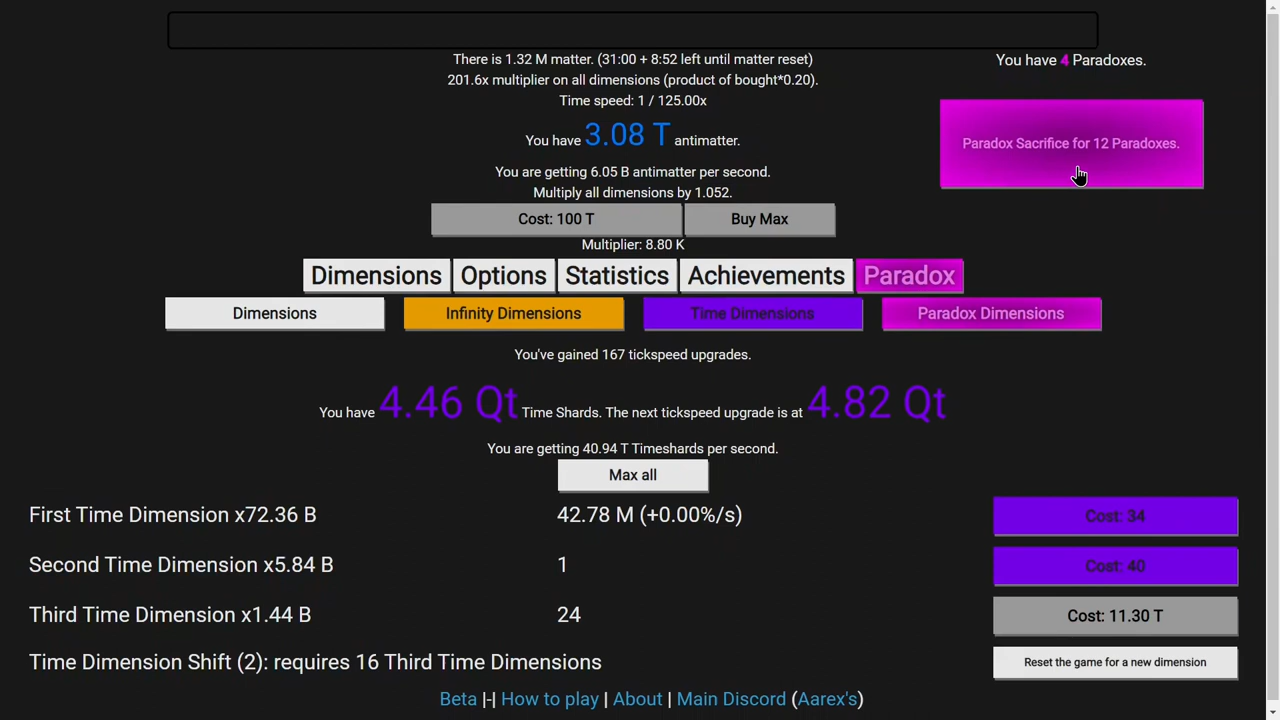 There is 1.32 M matter. (31:00 + 8:52 left until matter reset)
You have 4 Paradoxes.
201.6x multiplier on all dimensions (product of bought*0.20).
Time speed: 1 / 125.00x
You have 3.08 T antimatter.
Paradox Sacrifice for 12 Paradoxes.
You are getting 6.05 B antimatter per second.
Multiply all dimensions by 1.052.
Cost: 100 T Buy Max
Multiplier: 8.80 K
Dimensions Options Statistics Achievements Paradox
Dimensions Infinity Dimensions Time Dimensions Paradox Dimensions
You've gained 167 tickspeed upgrades.
You have 4.46 Qt Time Shards. The next tickspeed upgrade is at 4.82 Qt
You are getting 40.94 T Timeshards per second.
Max all
First Time Dimension x72.36 B 42.78 M (+0.00%/s) Cost: 34
Second Time Dimension x5.84 B 1 Cost: 40
Third Time Dimension x1.44 B 24 Cost: 11.30 T
Time Dimension Shift (2): requires 16 Third Time Dimensions Reset the game for a new dimension
Beta |-| How to play | About | Main Discord (Aarex's)